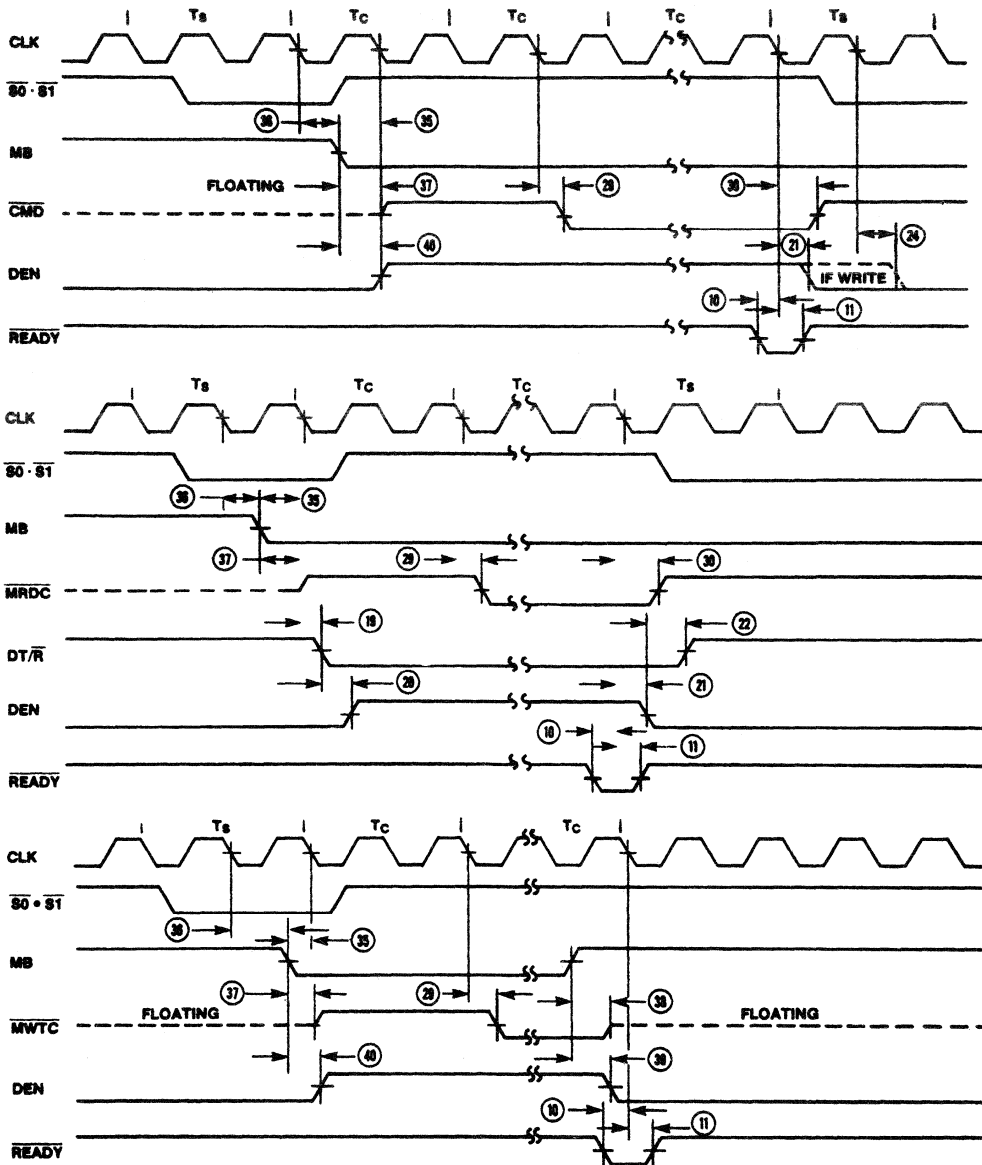 Ts Tc Tc Tc Ts
CLK
S0 · S1
36 35
MB
FLOATING 37 29 30
CMD
40 21 24
DEN IF WRITE
10 11
READY
Ts Tc Tc Ts
CLK
S0 · S1
36 35
MB
37 29 30
MRDC
19 22
DT/R
20 21
DEN
10 11
READY
Ts Tc Tc
CLK
S0 • S1
36 35
MB
37 29 38
FLOATING FLOATING
MWTC
40 39
DEN
10 11
READY